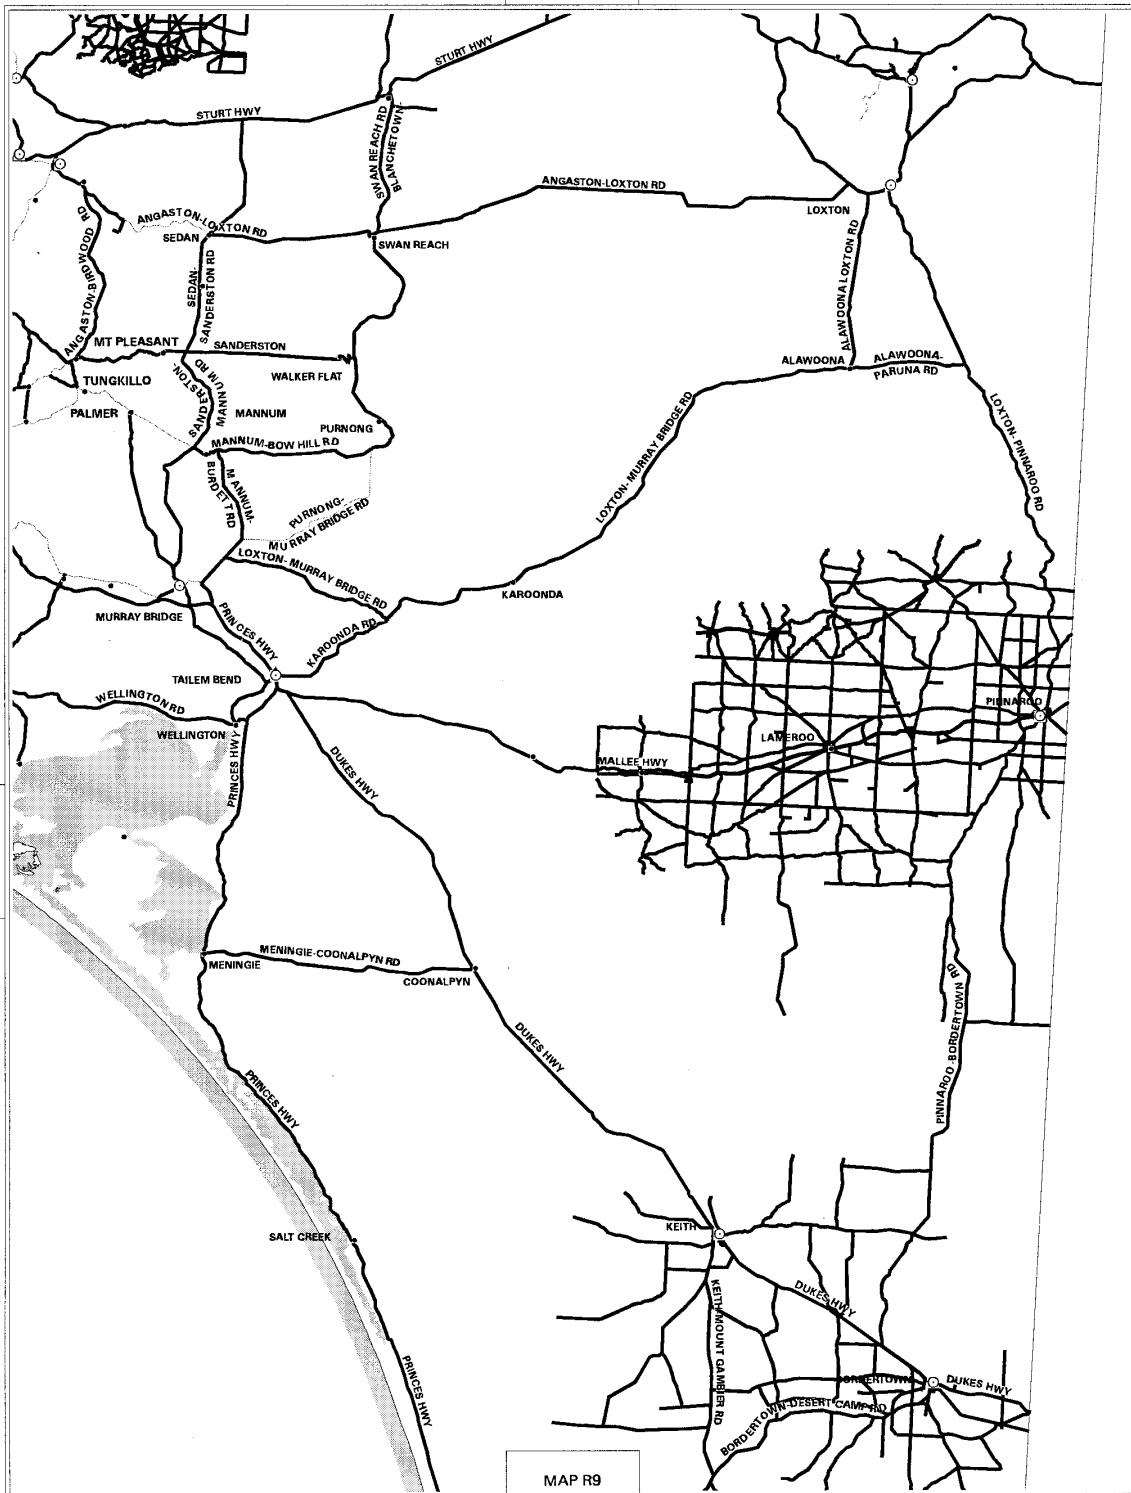 STURT HWY
STURT HWY
SWAN REACH RD
BLANCHETOWN-
ANGASTON-LOXTON RD
LOXTON
ANGASTON-LOXTON RD
SEDAN
SWAN REACH
ANGASTON-BIRDWOOD RD
SEDAN-
SANDERSTON RD
ALAWOONA LOXTON RD
MT PLEASANT
SANDERSTON
ALAWOONA
ALAWOONA-
PARUNA RD
TUNGKILLO
WALKER FLAT
SANDERSTON-
MANNUM RD
PALMER
MANNUM
PURNONG
MANNUM-BOW HILL RD
LOXTON-PINNAROO RD
LOXTON-MURRAY BRIDGE RD
MANNUM-
BURDETT RD
PURNONG-
MURRAY BRIDGE RD
LOXTON-MURRAY BRIDGE RD
KAROONDA
MURRAY BRIDGE
PRINCES HWY
KAROONDA RD
TAILEM BEND
WELLINGTON RD
PINNAROO
WELLINGTON
LAMEROO
PRINCES HWY
DUKES HWY
MALLEE HWY
MENINGIE-COONALPYN RD
MENINGIE
COONALPYN
PINNAROO-BORDERTOWN RD
DUKES HWY
PRINCES HWY
KEITH
SALT CREEK
KEITH-MOUNT GAMBIER RD
DUKES HWY
BORDERTOWN
DUKES HWY
PRINCES HWY
BORDERTOWN-DESERT CAMP RD
MAP R9